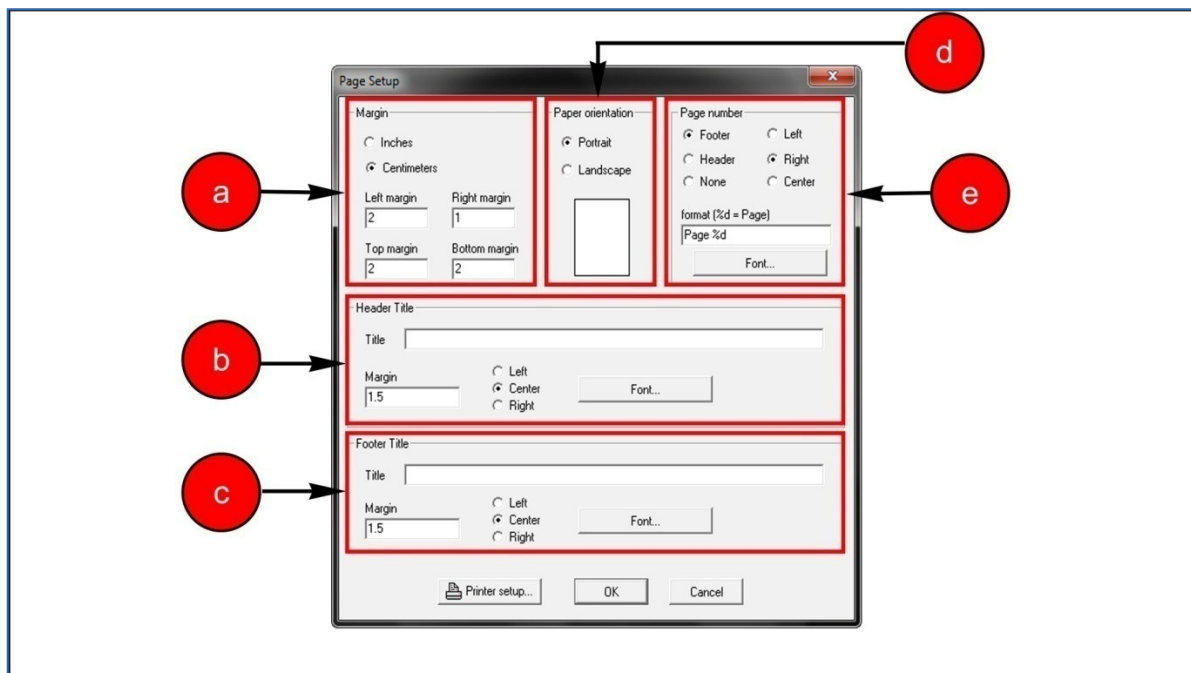 d
Page Setup
x
Margin
Inches
Centimeters
Left margin Right margin
2 1
Top margin Bottom margin
2 2
Paper orientation
Portrait
Landscape
Page number
Footer Left
Header Right
None Center
format (%d = Page)
Page %d
Font...
a
e
Header Title
Title
Margin
1.5
Left
Center
Right
Font...
b
Footer Title
Title
Margin
1.5
Left
Center
Right
Font...
c
Printer setup... OK Cancel